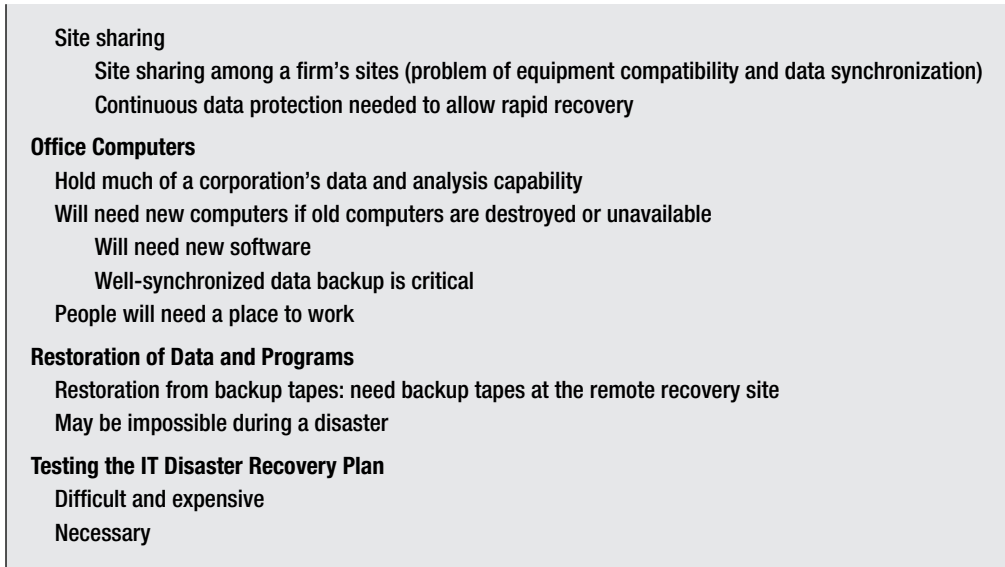 Site sharing
Site sharing among a firm’s sites (problem of equipment compatibility and data synchronization)
Continuous data protection needed to allow rapid recovery
Office Computers
Hold much of a corporation’s data and analysis capability
Will need new computers if old computers are destroyed or unavailable
Will need new software
Well-synchronized data backup is critical
People will need a place to work
Restoration of Data and Programs
Restoration from backup tapes: need backup tapes at the remote recovery site
May be impossible during a disaster
Testing the IT Disaster Recovery Plan
Difficult and expensive
Necessary